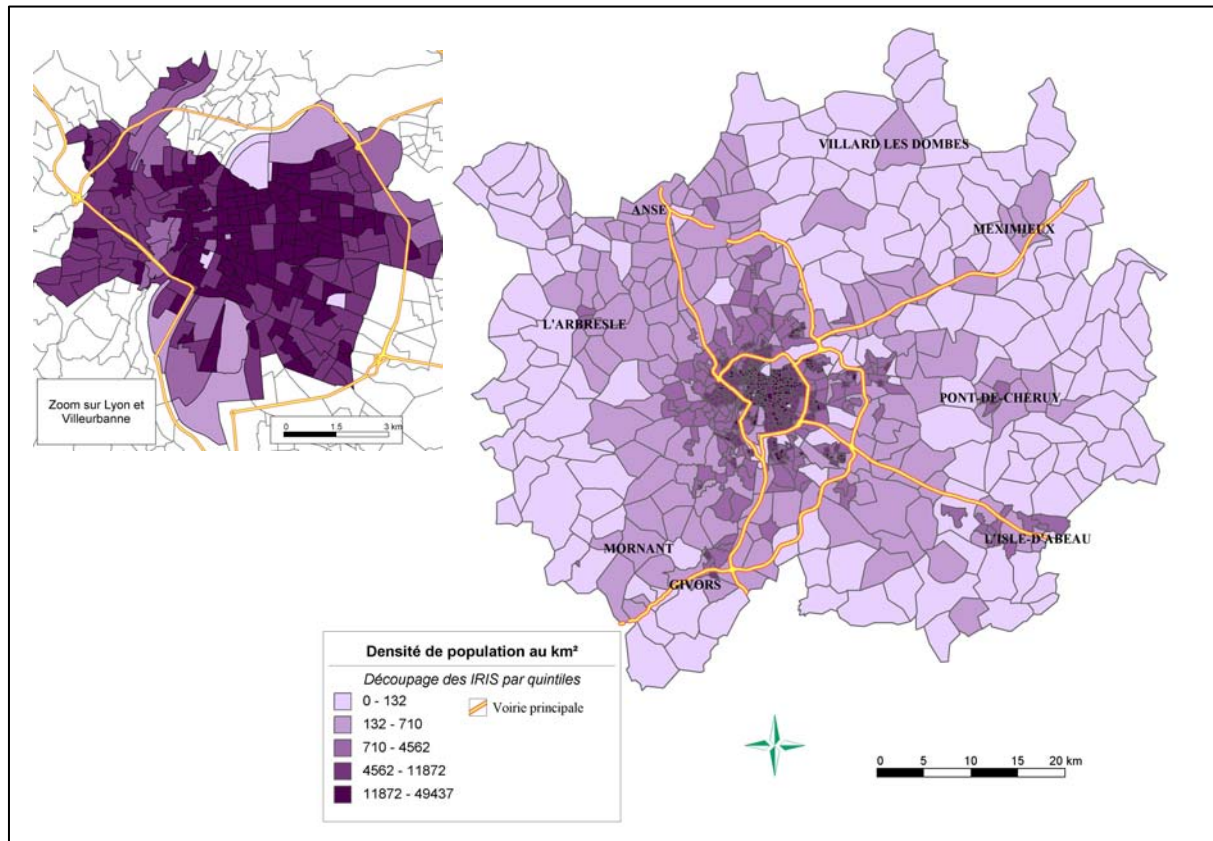 Zoom sur Lyon et
Villeurbanne
0 1.5 3 km
VILLARD LES DOMBES
ANSE
MEXIMIEUX
L'ARBRESLE
PONT-DE-CHÉRUY
L'ISLE-D'ABEAU
MORNANT
GIVORS
Densité de population au km²
Découpage des IRIS par quintiles
0 - 132
Voirie principale
132 - 710
710 - 4562
4562 - 11872
11872 - 49437
0 5 10 15 20 km